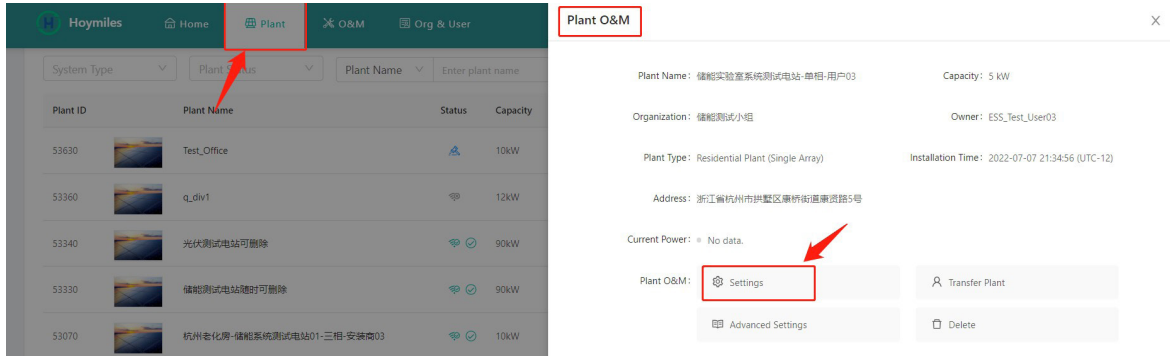 Hoymiles Home Plant O&M Org & User
System Type Plant Status Plant Name Enter plant name
Plant ID Plant Name Status Capacity
53630 Test_Office 10kW
53360 q_div1 12kW
53340 光伏测试电站可删除 90kW
53330 储能测试电站随时可删除 90kW
53070 杭州老化房-储能系统测试电站01-三相-安装商03 10kW
Plant O&M
Plant Name: 储能实验室系统测试电站-单相-用户03 Capacity: 5 kW
Organization: 储能测试小组 Owner: ESS_Test_User03
Plant Type: Residential Plant (Single Array) Installation Time: 2022-07-07 21:34:56 (UTC-12)
Address: 浙江省杭州市拱墅区康桥街道康贤路5号
Current Power: No data.
Plant O&M: Settings Transfer Plant
Advanced Settings Delete